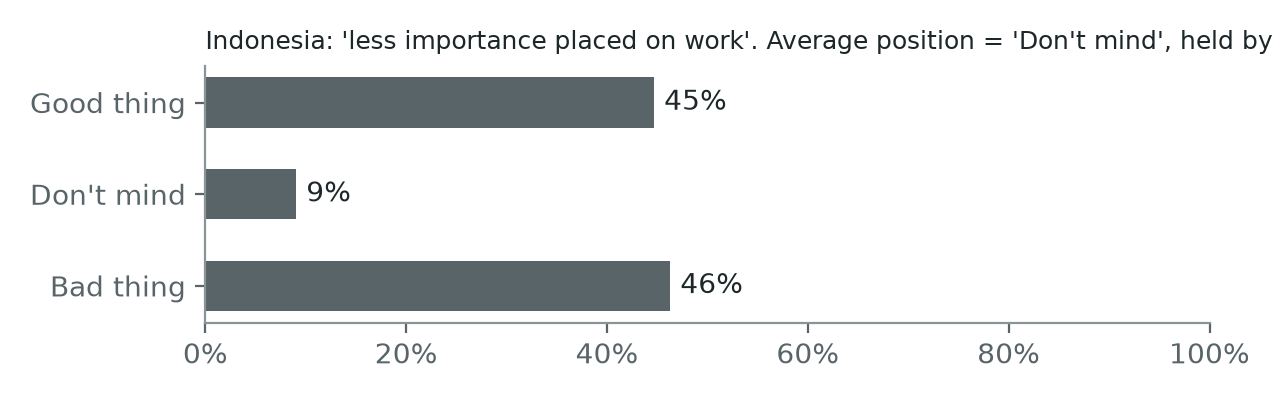 Indonesia: 'less importance placed on work'. Average position = 'Don't mind', held by
Good thing
45%
Don't mind
9%
Bad thing
46%
0% 20% 40% 60% 80% 100%